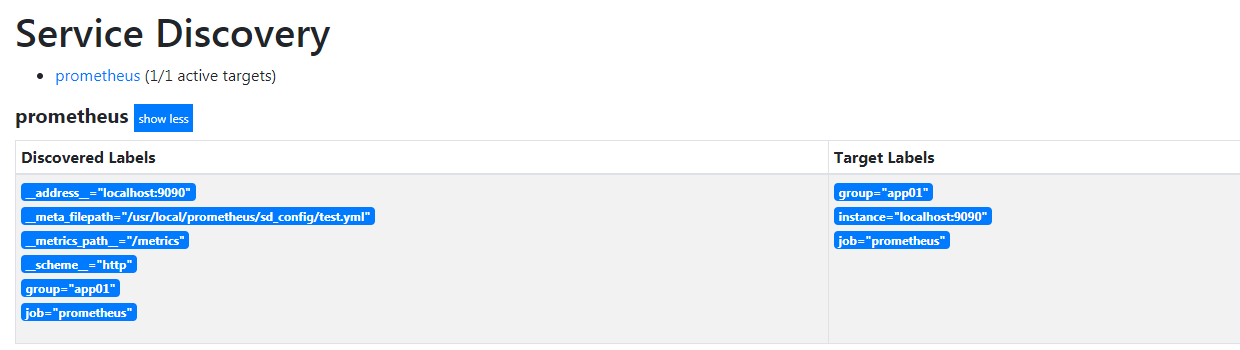 Service Discovery
prometheus (1/1 active targets)
prometheus show less
Discovered Labels Target Labels
__address__="localhost:9090" group="app01"
__meta_filepath="/usr/local/prometheus/sd_config/test.yml" instance="localhost:9090"
__metrics_path__="/metrics" job="prometheus"
__scheme__="http"
group="app01"
job="prometheus"